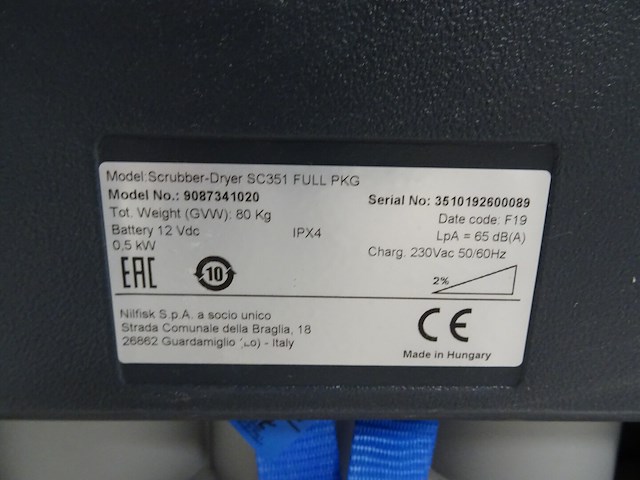 Model:Scrubber-Dryer SC351 FULL PKG
Model No.: 9087341020
Serial No: 3510192600089
Tot. Weight (GVW): 80 Kg
Date code: F19
Battery 12 Vdc
IPX4
LpA = 65 dB(A)
0,5 kW
Charg. 230Vac 50/60Hz
EAC
10
2%
Nilfisk S.p.A. a socio unico
Strada Comunale della Braglia, 18
26862 Guardamiglio - Italy
CE
Made in Hungary